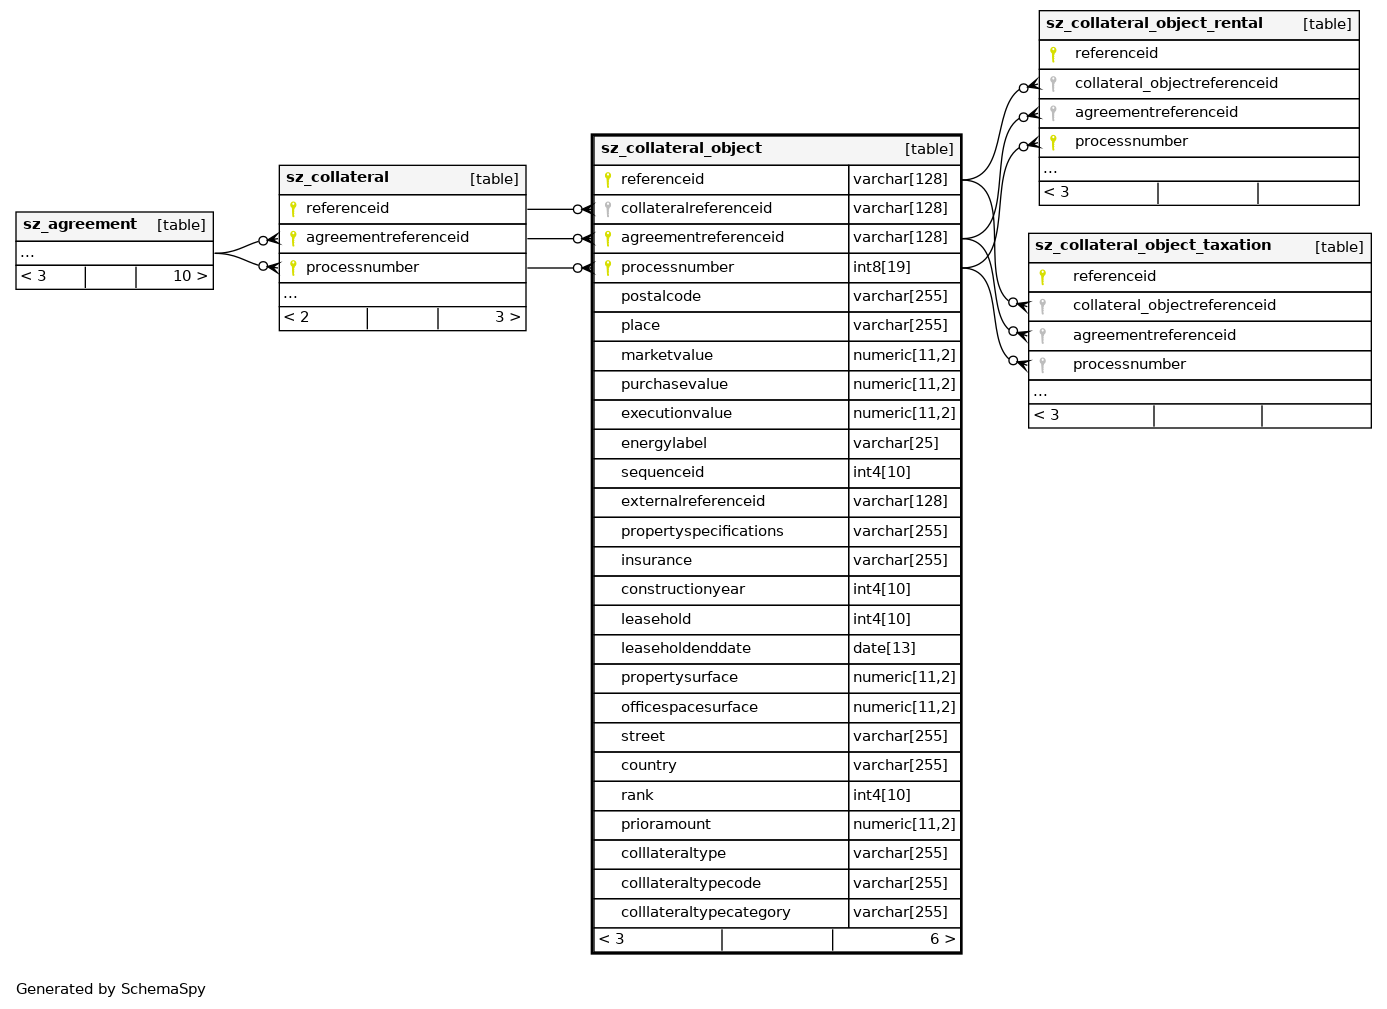 sz_agreement [table]
...
< 3 10 >
sz_collateral [table]
referenceid
agreementreferenceid
processnumber
...
< 2 3 >
sz_collateral_object [table]
referenceid varchar[128]
collateralreferenceid varchar[128]
agreementreferenceid varchar[128]
processnumber int8[19]
postalcode varchar[255]
place varchar[255]
marketvalue numeric[11,2]
purchasevalue numeric[11,2]
executionvalue numeric[11,2]
energylabel varchar[25]
sequenceid int4[10]
externalreferenceid varchar[128]
propertyspecifications varchar[255]
insurance varchar[255]
constructionyear int4[10]
leasehold int4[10]
leaseholdenddate date[13]
propertysurface numeric[11,2]
officespacesurface numeric[11,2]
street varchar[255]
country varchar[255]
rank int4[10]
prioramount numeric[11,2]
colllateraltype varchar[255]
colllateraltypecode varchar[255]
colllateraltypecategory varchar[255]
< 3 6 >
sz_collateral_object_rental [table]
referenceid
collateral_objectreferenceid
agreementreferenceid
processnumber
...
< 3
sz_collateral_object_taxation [table]
referenceid
collateral_objectreferenceid
agreementreferenceid
processnumber
...
< 3
Generated by SchemaSpy